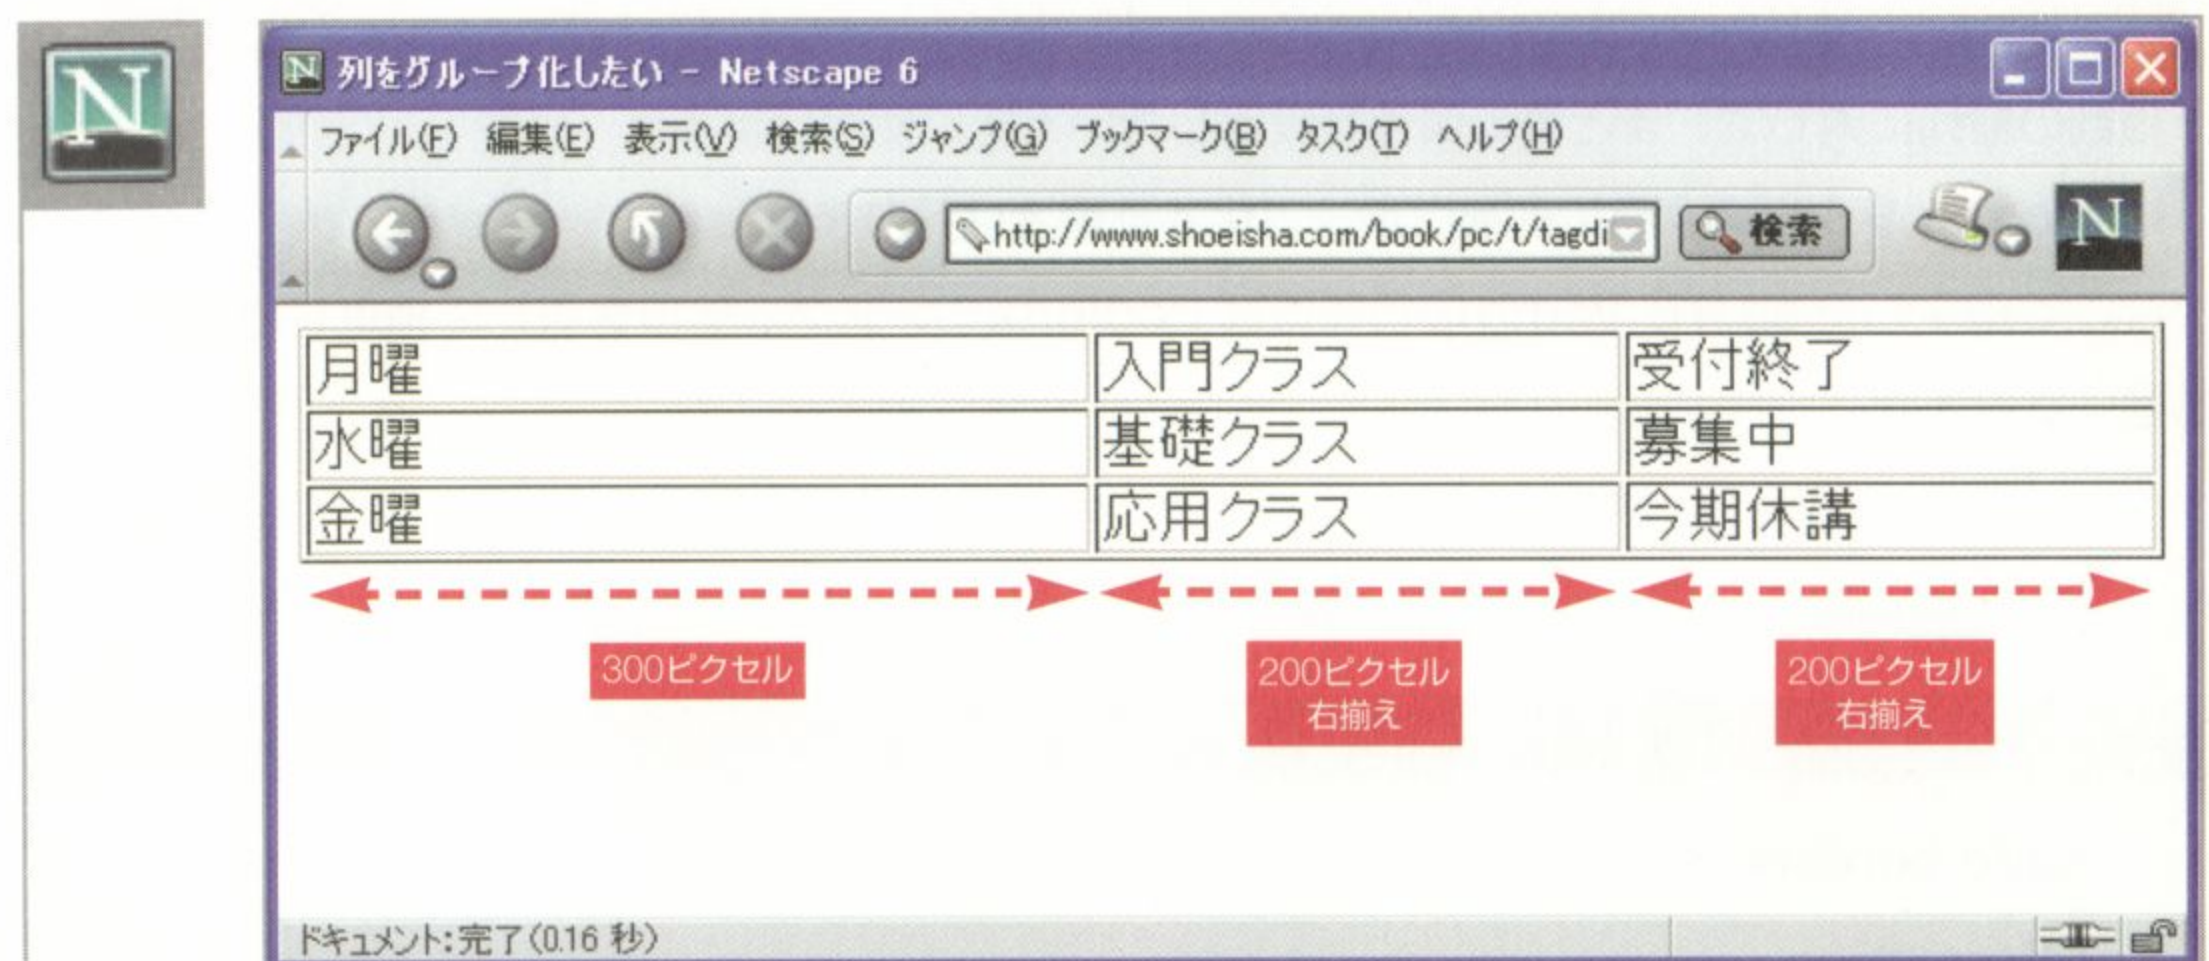 N
列をグループ化したい - Netscape 6
ファイル(F) 編集(E) 表示(V) 検索(S) ジャンプ(G) ブックマーク(B) タスク(T) ヘルプ(H)
http://www.shoeisha.com/book/pc/t/tagdi 検索 N
月曜 入門クラス 受付終了
水曜 基礎クラス 募集中
金曜 応用クラス 今期休講
300ピクセル 200ピクセル 200ピクセル
右揃え 右揃え
ドキュメント:完了(0.16 秒)